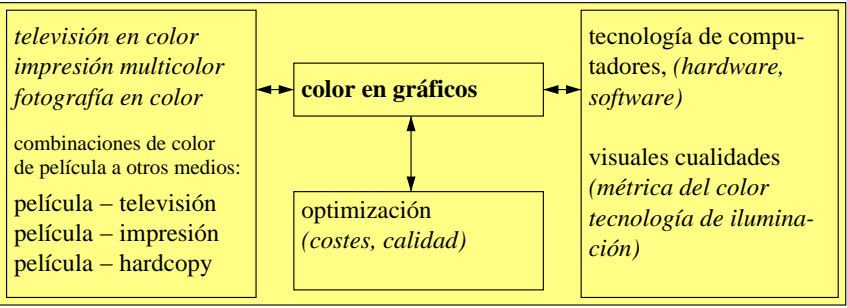 televisión en color
impresión multicolor
fotografía en color
combinaciones de color
de película a otros medios:
película – televisión
película – impresión
película – hardcopy
color en gráficos
optimización
(costes, calidad)
tecnología de compu-
tadores, (hardware,
software)
visuales cualidades
(métrica del color
tecnología de ilumina-
ción)